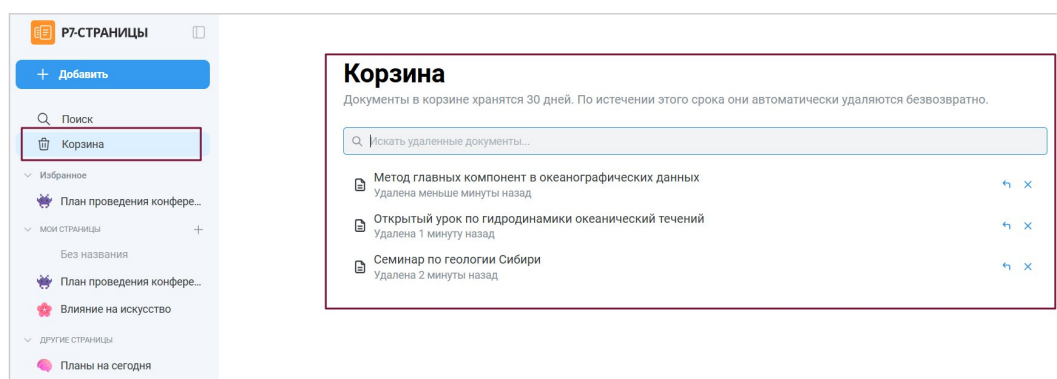 Р7-СТРАНИЦЫ
+ Добавить
Поиск
Корзина
Избранное
План проведения конфере...
МОИ СТРАНИЦЫ +
Без названия
План проведения конфере...
Влияние на искусство
ДРУГИЕ СТРАНИЦЫ
Планы на сегодня
Корзина
Документы в корзине хранятся 30 дней. По истечении этого срока они автоматически удаляются безвозвратно.
Искать удаленные документы...
Метод главных компонент в океанографических данных
Удалена меньше минуты назад
Открытый урок по гидродинамики океанический течений
Удалена 1 минуту назад
Семинар по геологии Сибири
Удалена 2 минуты назад